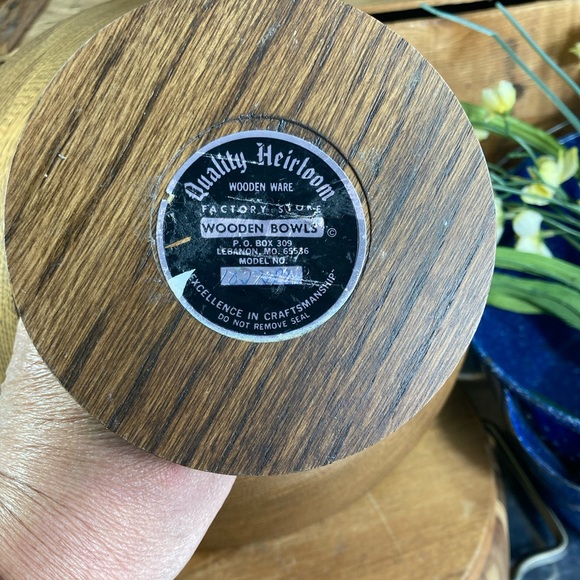 Quality Heirloom
WOODEN WARE
FACTORY STORE
WOODEN BOWLS ©
P.O. BOX 309
LEBANON, MO. 65536
MODEL NO.
EXCELLENCE IN CRAFTSMANSHIP
DO NOT REMOVE SEAL